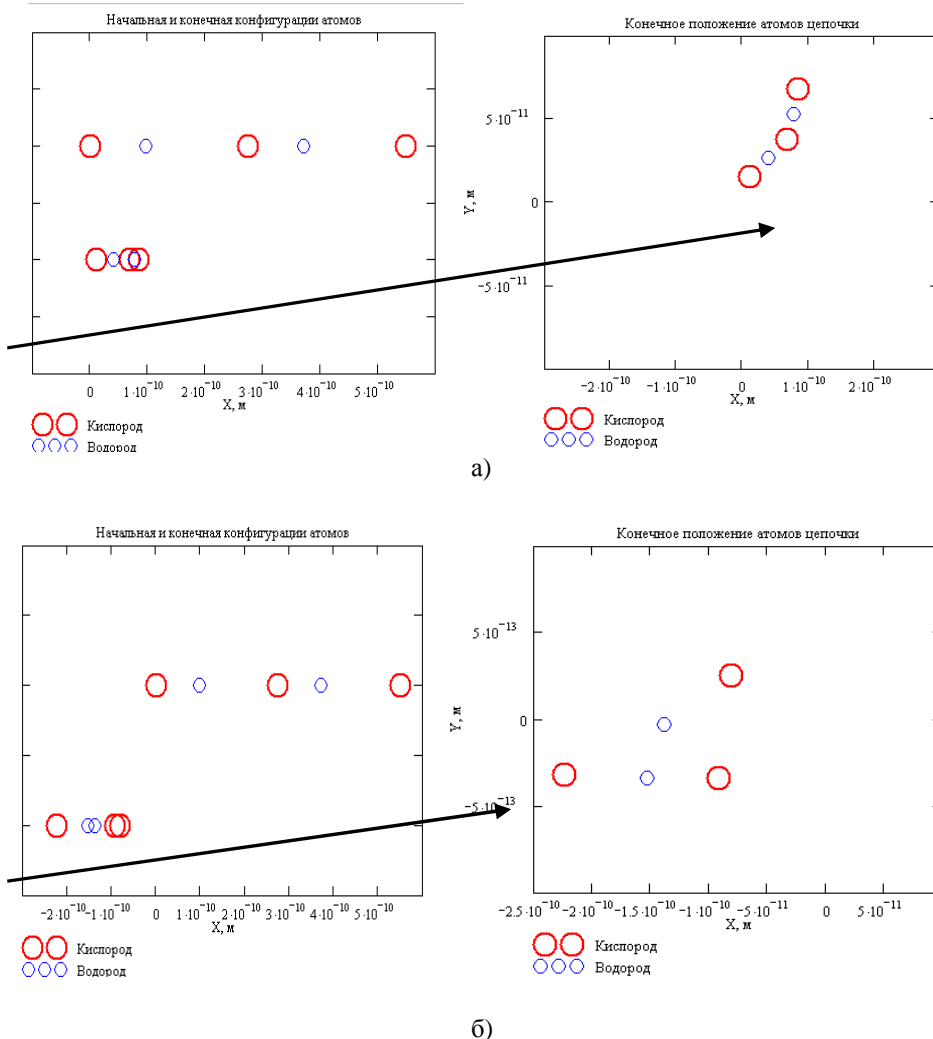 Начальная и конечная конфигурации атомов
0
1·10⁻¹⁰
2·10⁻¹⁰
3·10⁻¹⁰
4·10⁻¹⁰
5·10⁻¹⁰
X, м
Кислород
Водород
Конечное положение атомов цепочки
5·10⁻¹¹
0
−5·10⁻¹¹
Y, м
−2·10⁻¹⁰
−1·10⁻¹⁰
0
1·10⁻¹⁰
2·10⁻¹⁰
X, м
Кислород
Водород
а)
Начальная и конечная конфигурации атомов
−2·10⁻¹⁰
−1·10⁻¹⁰
0
1·10⁻¹⁰
2·10⁻¹⁰
3·10⁻¹⁰
4·10⁻¹⁰
5·10⁻¹⁰
X, м
Кислород
Водород
Конечное положение атомов цепочки
5·10⁻¹³
0
−5·10⁻¹³
Y, м
−2.5·10⁻¹⁰
−2·10⁻¹⁰
−1.5·10⁻¹⁰
−1·10⁻¹⁰
−5·10⁻¹¹
0
5·10⁻¹¹
X, м
Кислород
Водород
б)